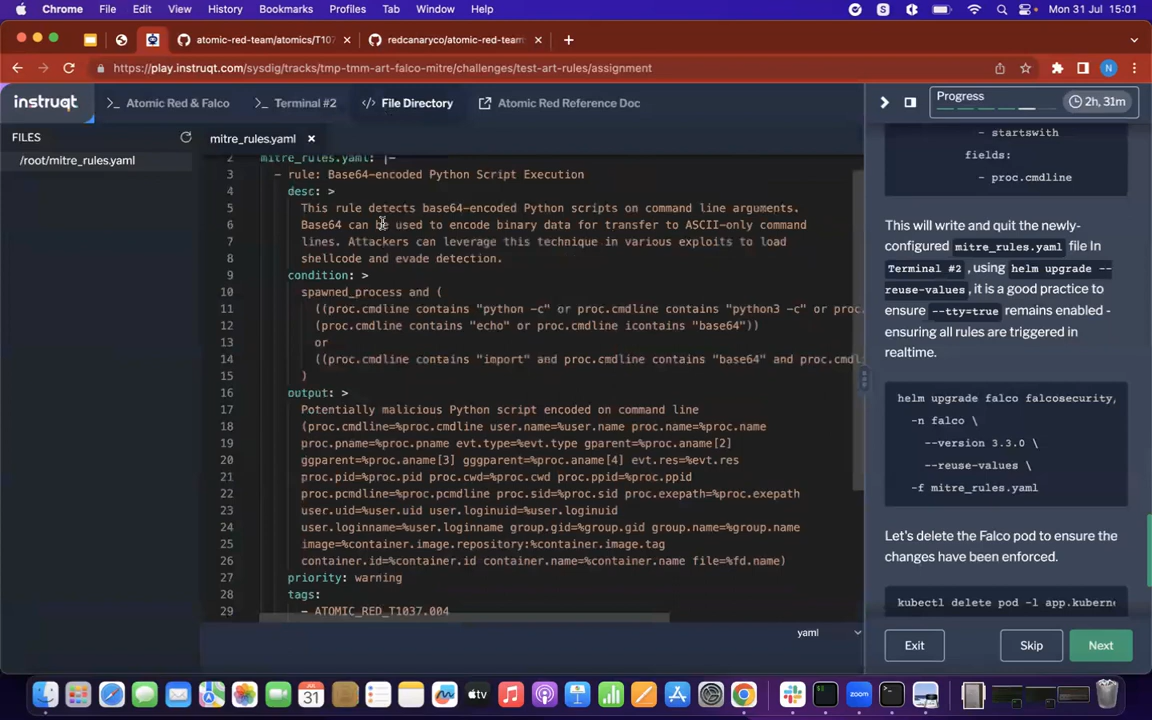 Chrome File Edit View History Bookmarks Profiles Tab Window Help Mon 31 Jul 15:01
atomic-red-team/atomics/T103
redcanaryco/atomic-red-team
https://play.instruqt.com/sysdig/tracks/tmp-tmm-art-falco-mitre/challenges/test-art-rules/assignment
N
instruqt
Atomic Red & Falco
Terminal #2
File Directory
Atomic Red Reference Doc
Progress
2h, 31m
FILES
/root/mitre_rules.yaml
mitre_rules.yaml
2 mitre_rules.yaml: |-
3 - rule: Base64-encoded Python Script Execution
4 desc: >
5 This rule detects base64-encoded Python scripts on command line arguments.
6 Base64 can be used to encode binary data for transfer to ASCII-only command
7 lines. Attackers can leverage this technique in various exploits to load
8 shellcode and evade detection.
9 condition: >
10 spawned_process and (
11 ((proc.cmdline contains "python -c" or proc.cmdline contains "python3 -c" or proc.
12 (proc.cmdline contains "echo" or proc.cmdline icontains "base64"))
13 or
14 ((proc.cmdline contains "import" and proc.cmdline contains "base64" and proc.cmdl
15 )
16 output: >
17 Potentially malicious Python script encoded on command line
18 (proc.cmdline=%proc.cmdline user.name=%user.name proc.name=%proc.name
19 proc.pname=%proc.pname evt.type=%evt.type gparent=%proc.aname[2]
20 ggparent=%proc.aname[3] gggparent=%proc.aname[4] evt.res=%evt.res
21 proc.pid=%proc.pid proc.cwd=%proc.cwd proc.ppid=%proc.ppid
22 proc.pcmdline=%proc.pcmdline proc.sid=%proc.sid proc.exepath=%proc.exepath
23 user.uid=%user.uid user.loginuid=%user.loginuid
24 user.loginname=%user.loginname group.gid=%group.gid group.name=%group.name
25 image=%container.image.repository:%container.image.tag
26 container.id=%container.id container.name=%container.name file=%fd.name)
27 priority: warning
28 tags:
29 - ATOMIC_RED_T1037.004
yaml
- startswith
fields:
- proc.cmdline
This will write and quit the newly-
configured mitre_rules.yaml file In
Terminal #2 , using helm upgrade --
reuse-values, it is a good practice to
ensure --tty=true remains enabled -
ensuring all rules are triggered in
realtime.
helm upgrade falco falcosecurity,
-n falco \
--version 3.3.0 \
--reuse-values \
-f mitre_rules.yaml
Let's delete the Falco pod to ensure the
changes have been enforced.
kubectl delete pod -l app.kuberne
Exit
Skip
Next